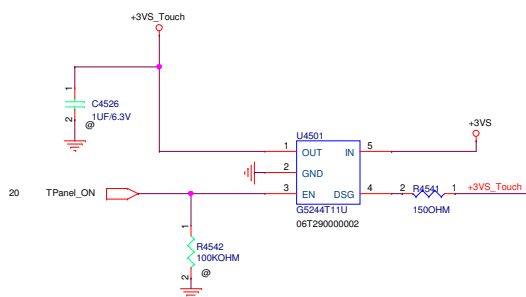 +3VS_Touch
1
C4526
1UF/6.3V
2
@
U4501
+3VS
1 OUT IN 5
2 GND
20 TPanel_ON 3 EN DSG 4 2 R4541 1 +3VS_Touch
G5244T11U 150OHM
06T290000002
1
R4542
100KOHM
2 @